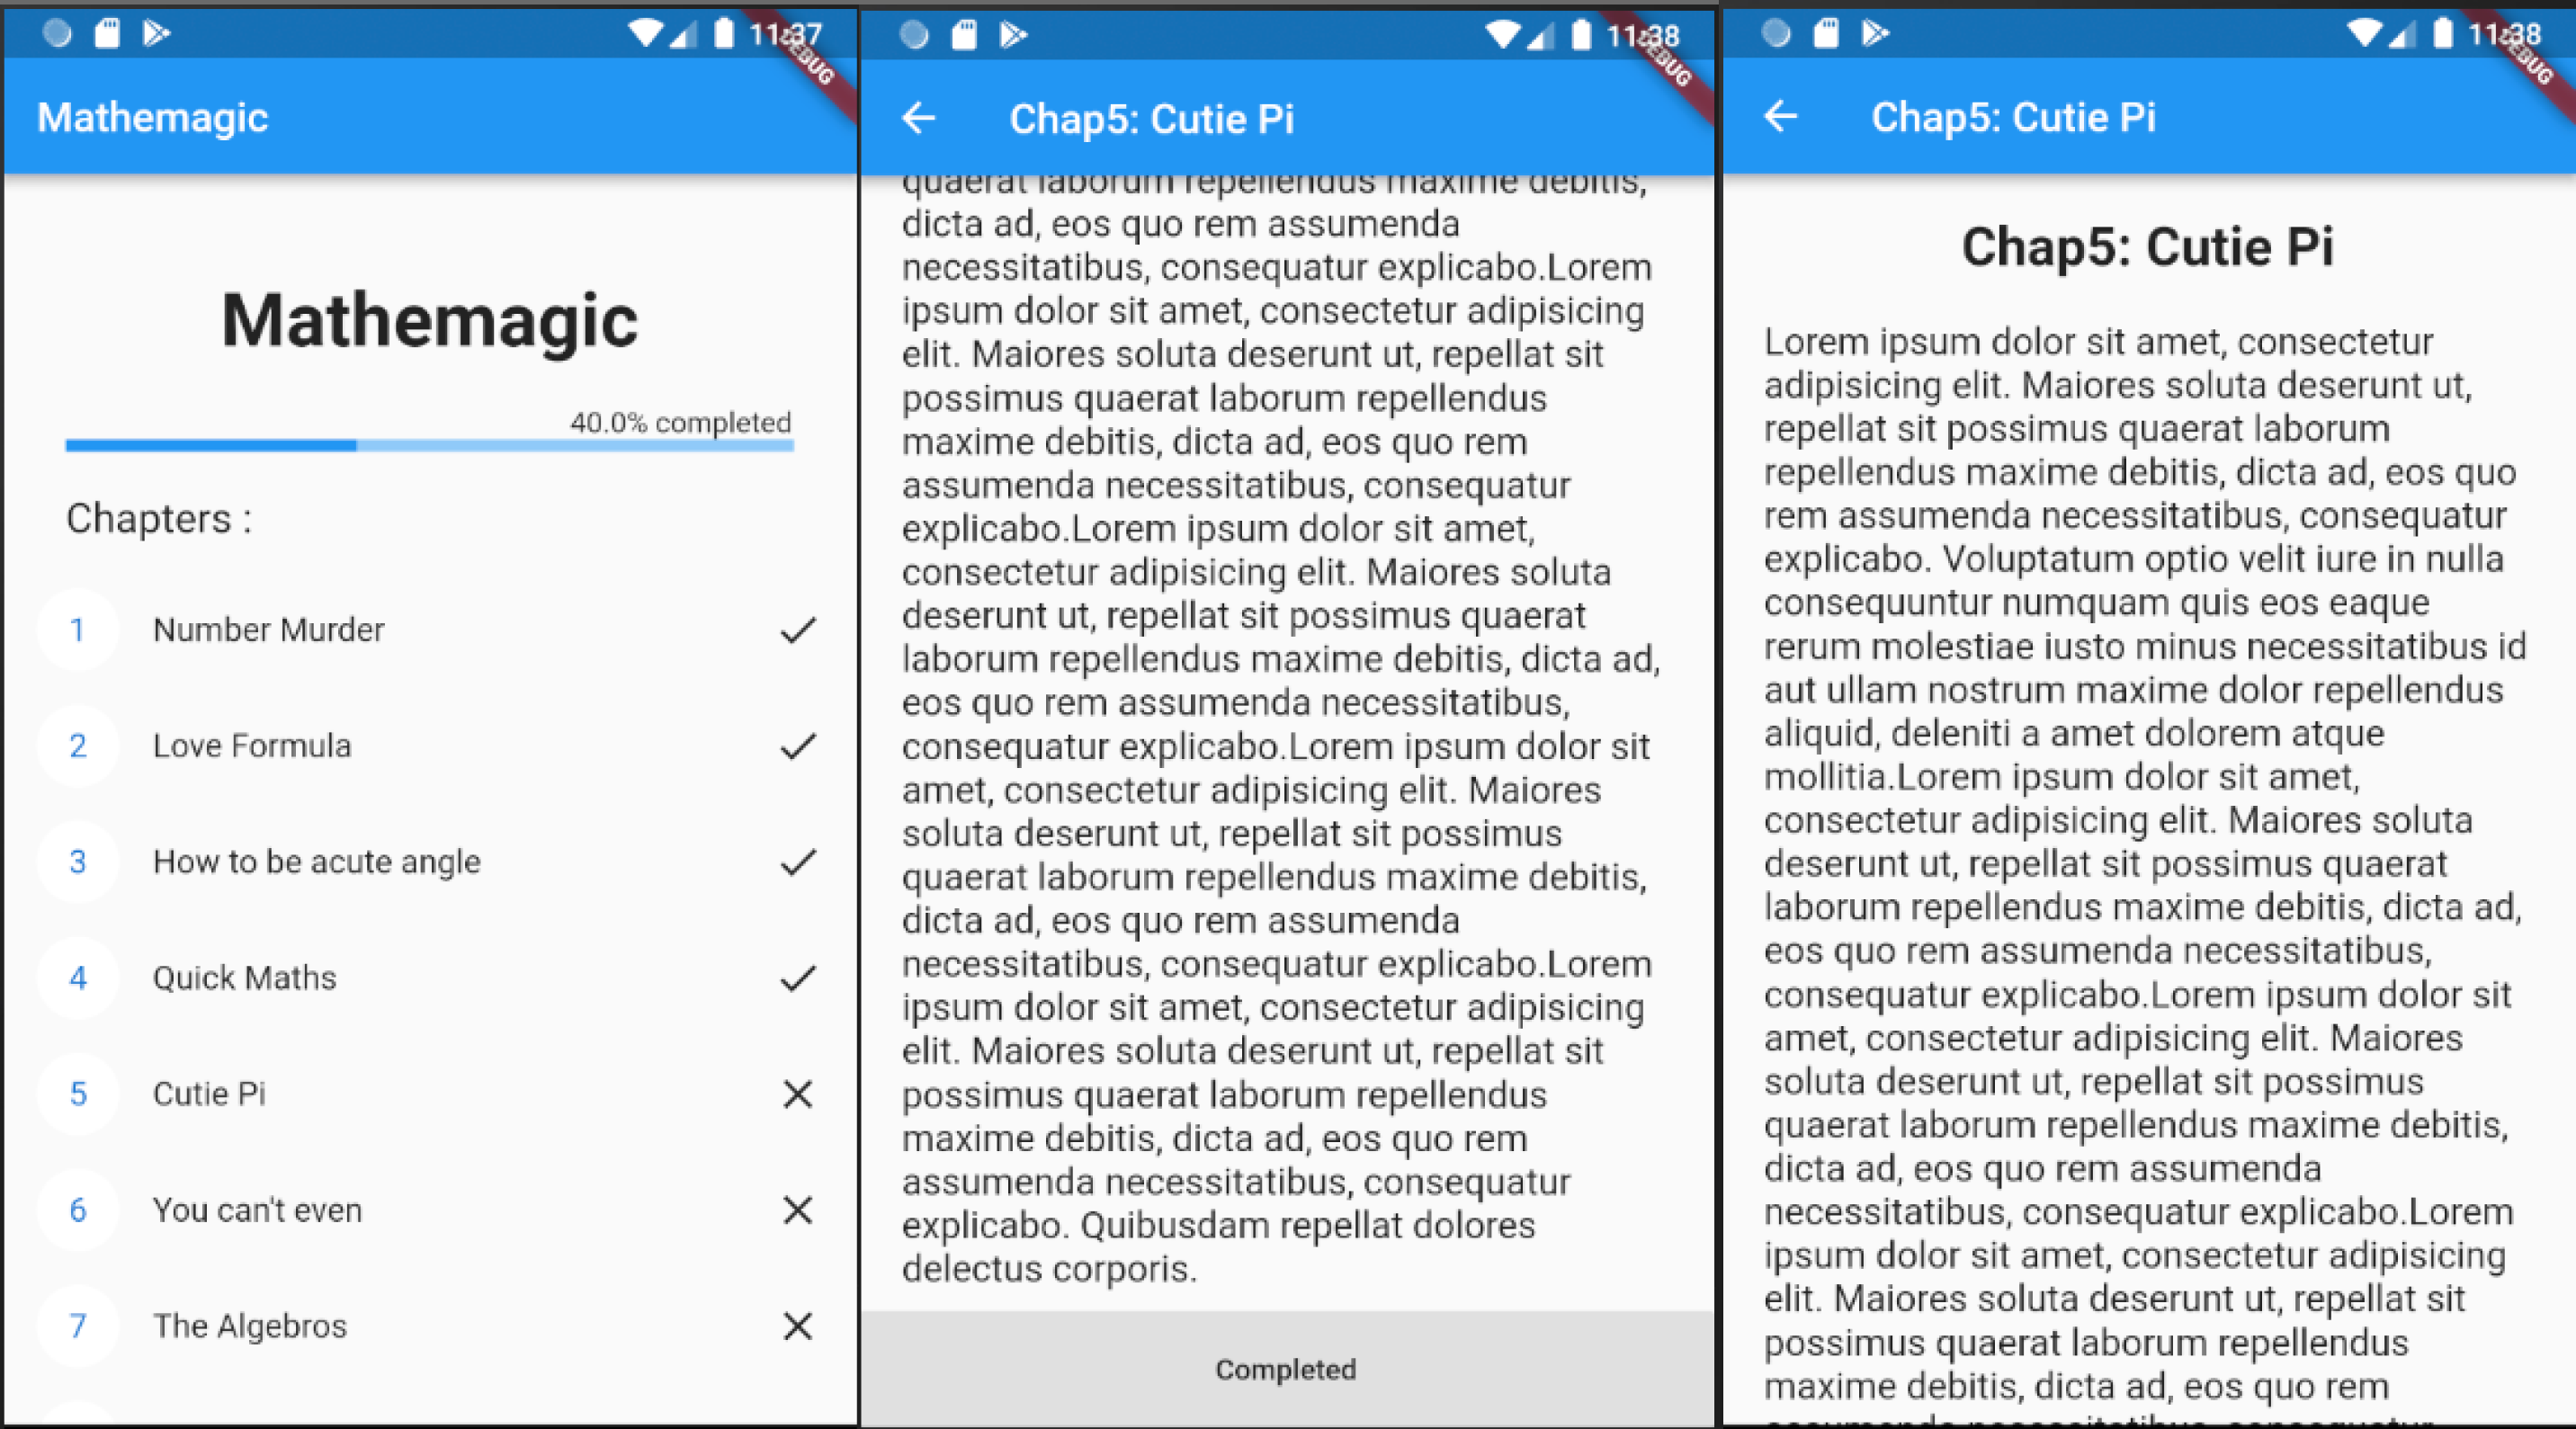 11:37
DEBUG
Mathemagic
Mathemagic
40.0% completed
Chapters :
1 Number Murder
2 Love Formula
3 How to be acute angle
4 Quick Maths
5 Cutie Pi
6 You can't even
7 The Algebros
11:38
DEBUG
Chap5: Cutie Pi
quaerat laborum repellendus maxime debitis,
dicta ad, eos quo rem assumenda
necessitatibus, consequatur explicabo.Lorem
ipsum dolor sit amet, consectetur adipisicing
elit. Maiores soluta deserunt ut, repellat sit
possimus quaerat laborum repellendus
maxime debitis, dicta ad, eos quo rem
assumenda necessitatibus, consequatur
explicabo.Lorem ipsum dolor sit amet,
consectetur adipisicing elit. Maiores soluta
deserunt ut, repellat sit possimus quaerat
laborum repellendus maxime debitis, dicta ad,
eos quo rem assumenda necessitatibus,
consequatur explicabo.Lorem ipsum dolor sit
amet, consectetur adipisicing elit. Maiores
soluta deserunt ut, repellat sit possimus
quaerat laborum repellendus maxime debitis,
dicta ad, eos quo rem assumenda
necessitatibus, consequatur explicabo.Lorem
ipsum dolor sit amet, consectetur adipisicing
elit. Maiores soluta deserunt ut, repellat sit
possimus quaerat laborum repellendus
maxime debitis, dicta ad, eos quo rem
assumenda necessitatibus, consequatur
explicabo. Quibusdam repellat dolores
delectus corporis.
Completed
11:38
DEBUG
Chap5: Cutie Pi
Chap5: Cutie Pi
Lorem ipsum dolor sit amet, consectetur
adipisicing elit. Maiores soluta deserunt ut,
repellat sit possimus quaerat laborum
repellendus maxime debitis, dicta ad, eos quo
rem assumenda necessitatibus, consequatur
explicabo. Voluptatum optio velit iure in nulla
consequuntur numquam quis eos eaque
rerum molestiae iusto minus necessitatibus id
aut ullam nostrum maxime dolor repellendus
aliquid, deleniti a amet dolorem atque
mollitia.Lorem ipsum dolor sit amet,
consectetur adipisicing elit. Maiores soluta
deserunt ut, repellat sit possimus quaerat
laborum repellendus maxime debitis, dicta ad,
eos quo rem assumenda necessitatibus,
consequatur explicabo.Lorem ipsum dolor sit
amet, consectetur adipisicing elit. Maiores
soluta deserunt ut, repellat sit possimus
quaerat laborum repellendus maxime debitis,
dicta ad, eos quo rem assumenda
necessitatibus, consequatur explicabo.Lorem
ipsum dolor sit amet, consectetur adipisicing
elit. Maiores soluta deserunt ut, repellat sit
possimus quaerat laborum repellendus
maxime debitis, dicta ad, eos quo rem